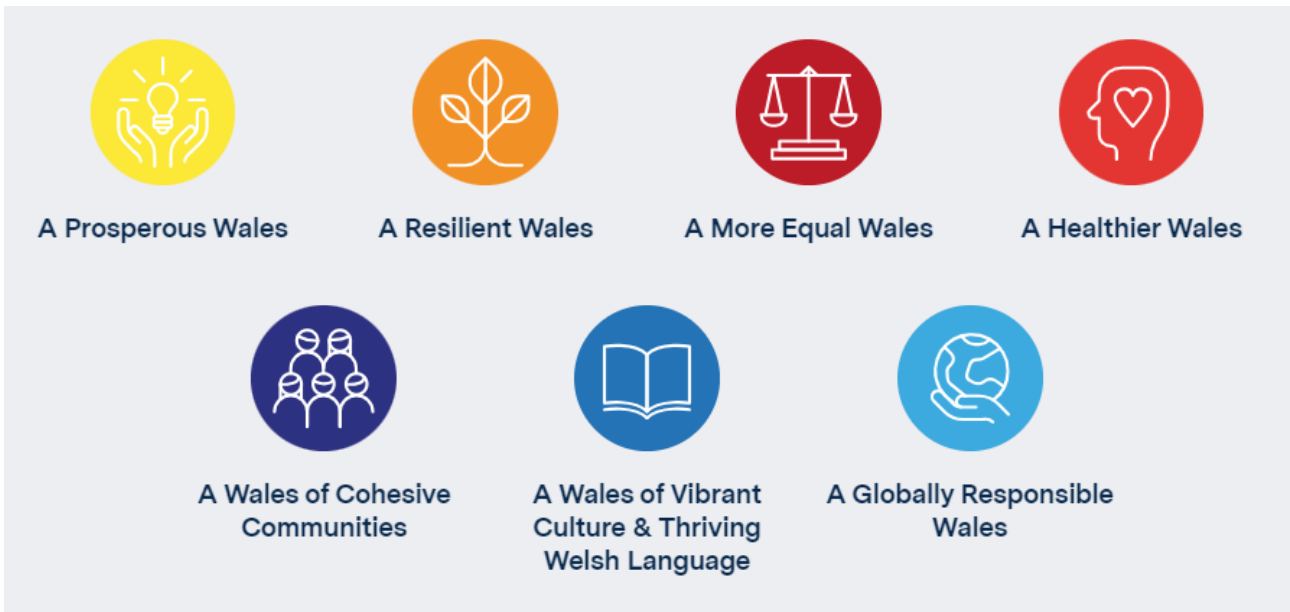 A Prosperous Wales
A Resilient Wales
A More Equal Wales
A Healthier Wales
A Wales of Cohesive
Communities
A Wales of Vibrant
Culture & Thriving
Welsh Language
A Globally Responsible
Wales